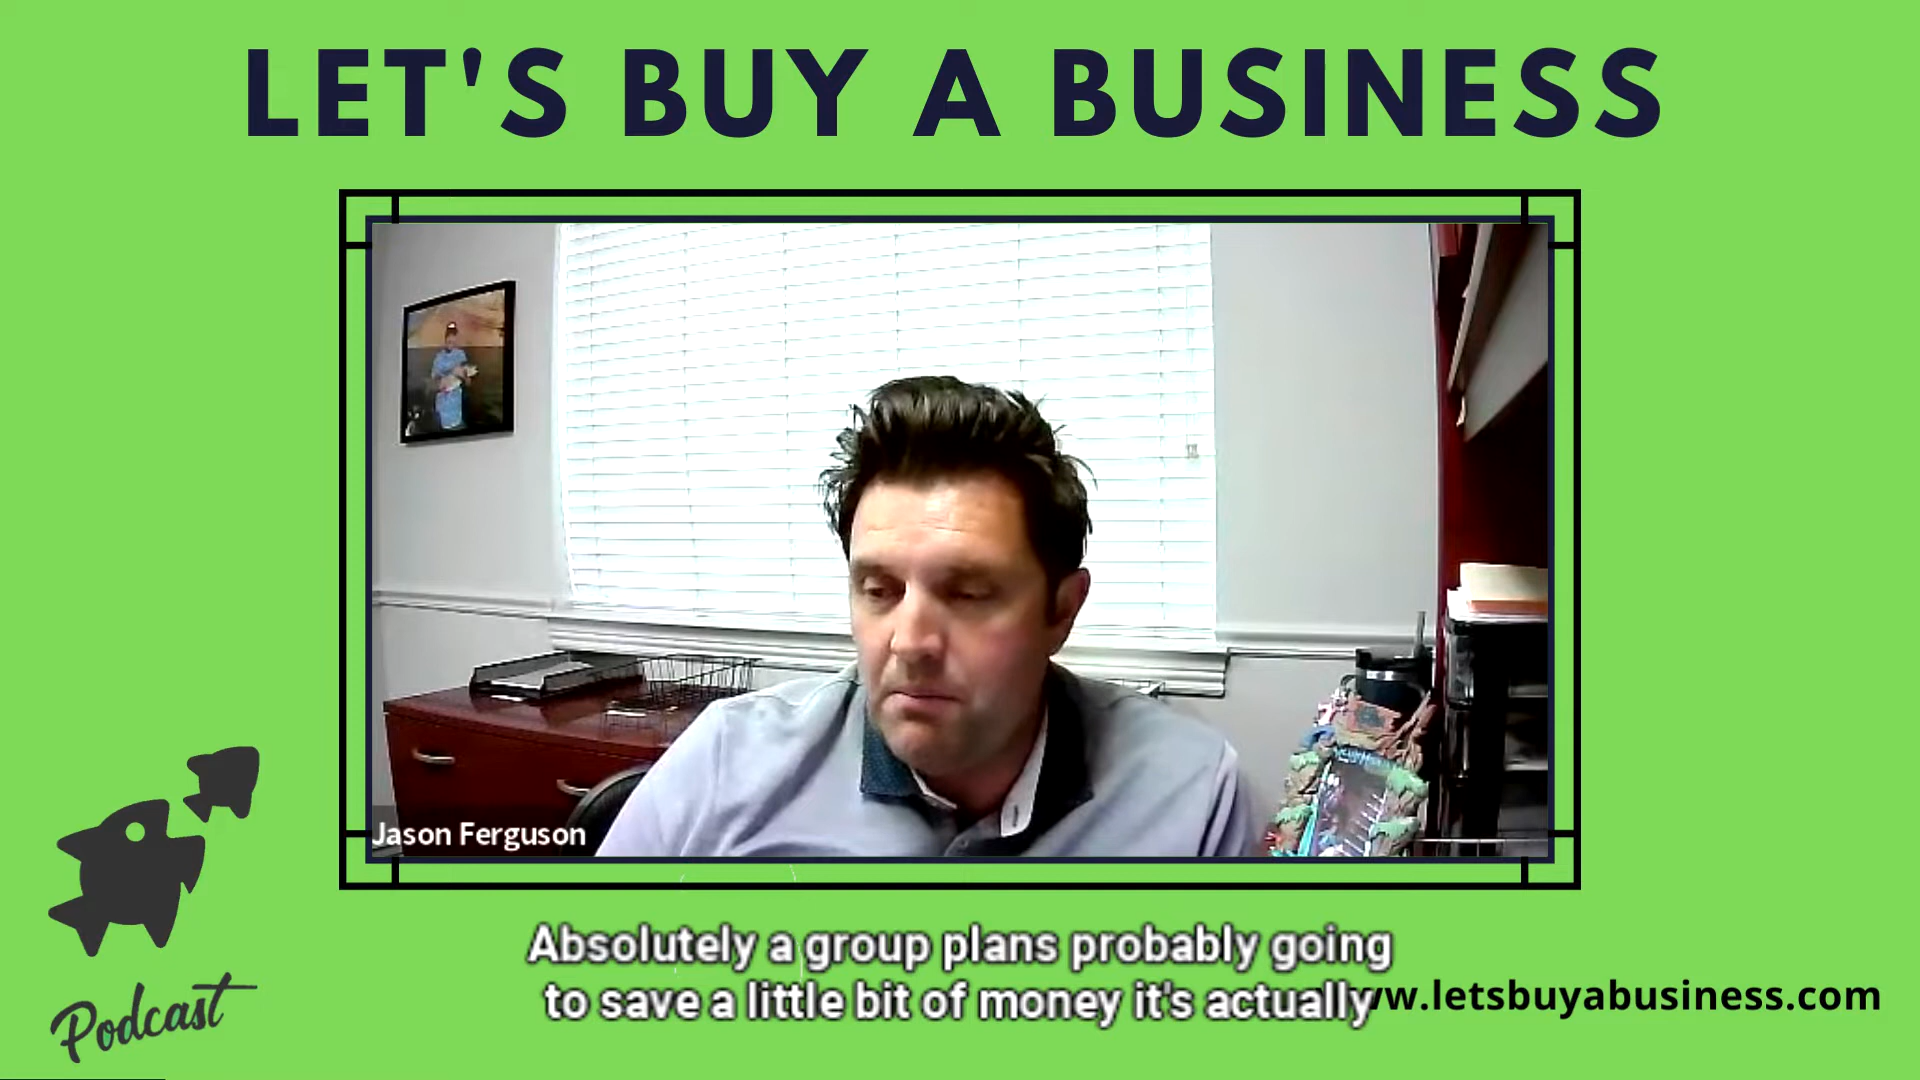 LET'S BUY A BUSINESS
Jason Ferguson
Absolutely a group plans probably going
to save a little bit of money it's actually
www.letsbuyabusiness.com
Podcast